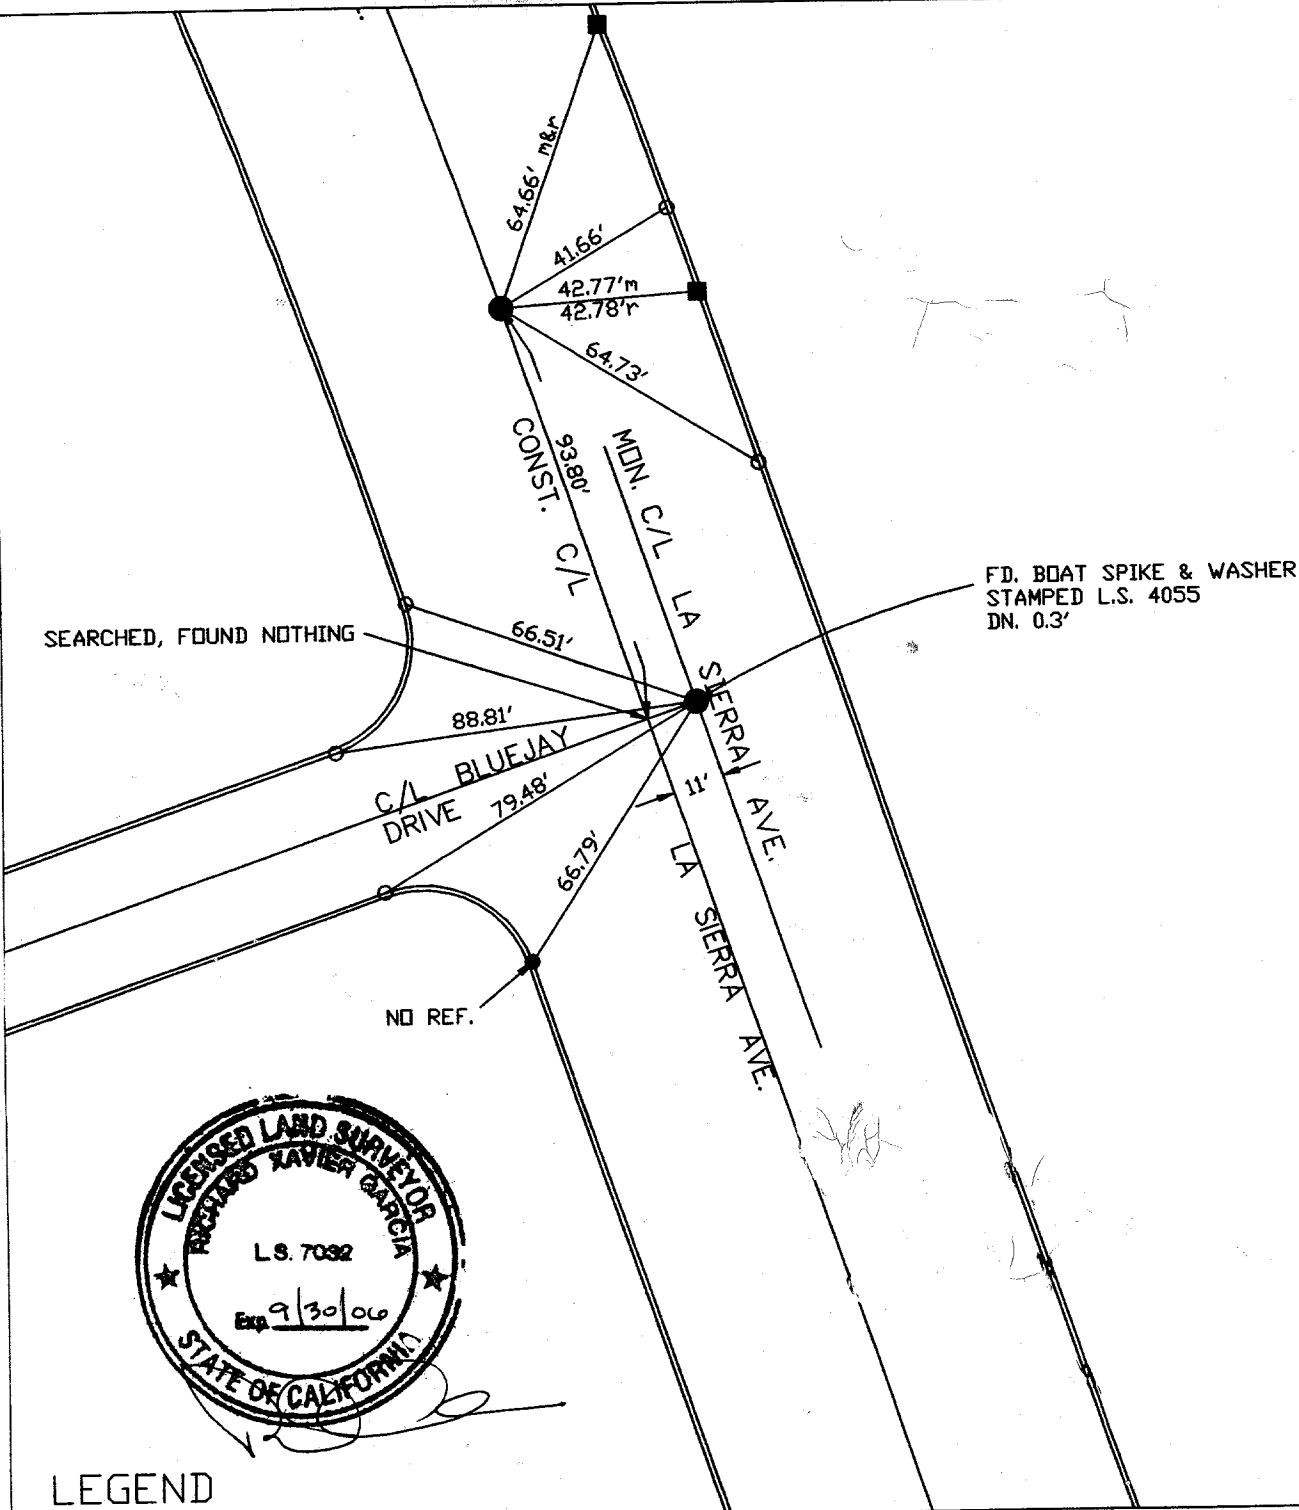 64.66' m&r
41.66'
42.77'm
42.78'r
64.73'
93.80'
CONST. C/L
MON. C/L LA SIERRA AVE.
FD. BOAT SPIKE & WASHER
STAMPED L.S. 4055
DN. 0.3'
SEARCHED, FOUND NOTHING
66.51'
88.81'
C/L BLUEJAY
DRIVE
79.48'
11'
66.79'
LA SIERRA AVE.
NO REF.
LICENSED LAND SURVEYOR
RICHARD XAVIER GARCIA
L.S. 7032
Exp. 9/30/06
STATE OF CALIFORNIA
LEGEND